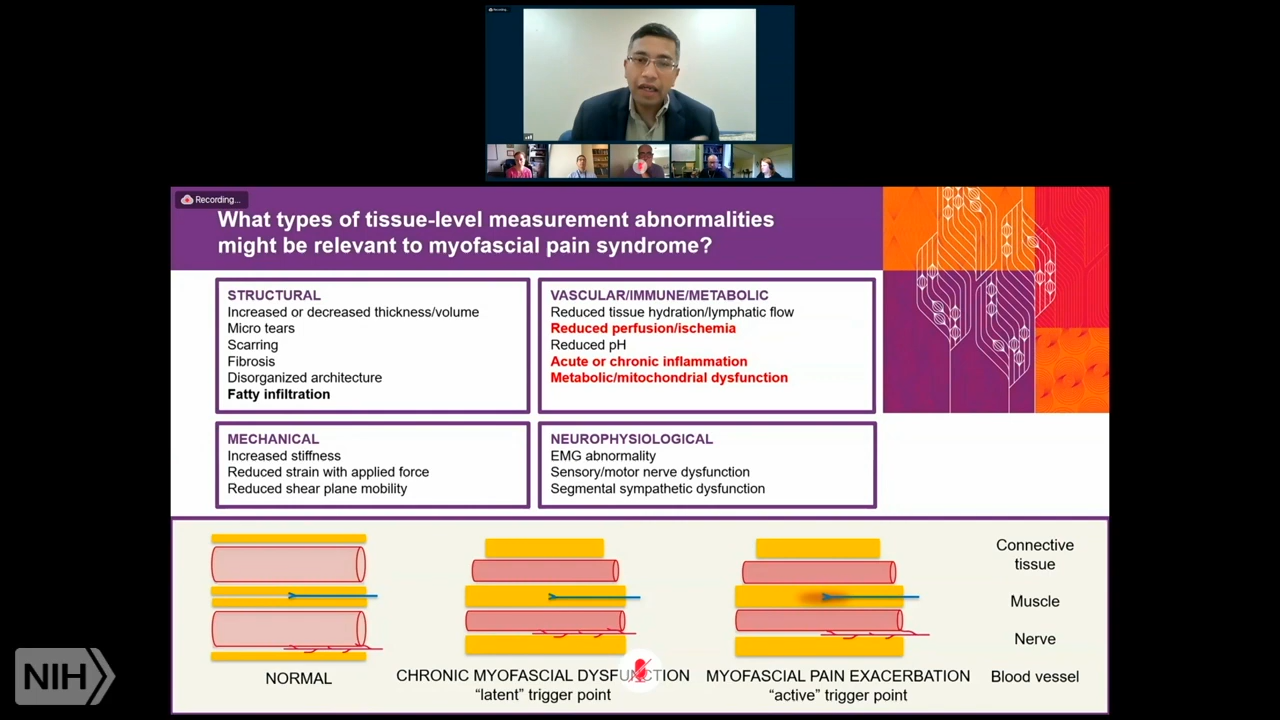 Recording...
Recording...
What types of tissue-level measurement abnormalities
might be relevant to myofascial pain syndrome?
STRUCTURAL
Increased or decreased thickness/volume
Micro tears
Scarring
Fibrosis
Disorganized architecture
Fatty infiltration
VASCULAR/IMMUNE/METABOLIC
Reduced tissue hydration/lymphatic flow
Reduced perfusion/ischemia
Reduced pH
Acute or chronic inflammation
Metabolic/mitochondrial dysfunction
MECHANICAL
Increased stiffness
Reduced strain with applied force
Reduced shear plane mobility
NEUROPHYSIOLOGICAL
EMG abnormality
Sensory/motor nerve dysfunction
Segmental sympathetic dysfunction
Connective
tissue
Muscle
Nerve
Blood vessel
NORMAL
CHRONIC MYOFASCIAL DYSFUNCTION
"latent" trigger point
MYOFASCIAL PAIN EXACERBATION
"active" trigger point
NIH